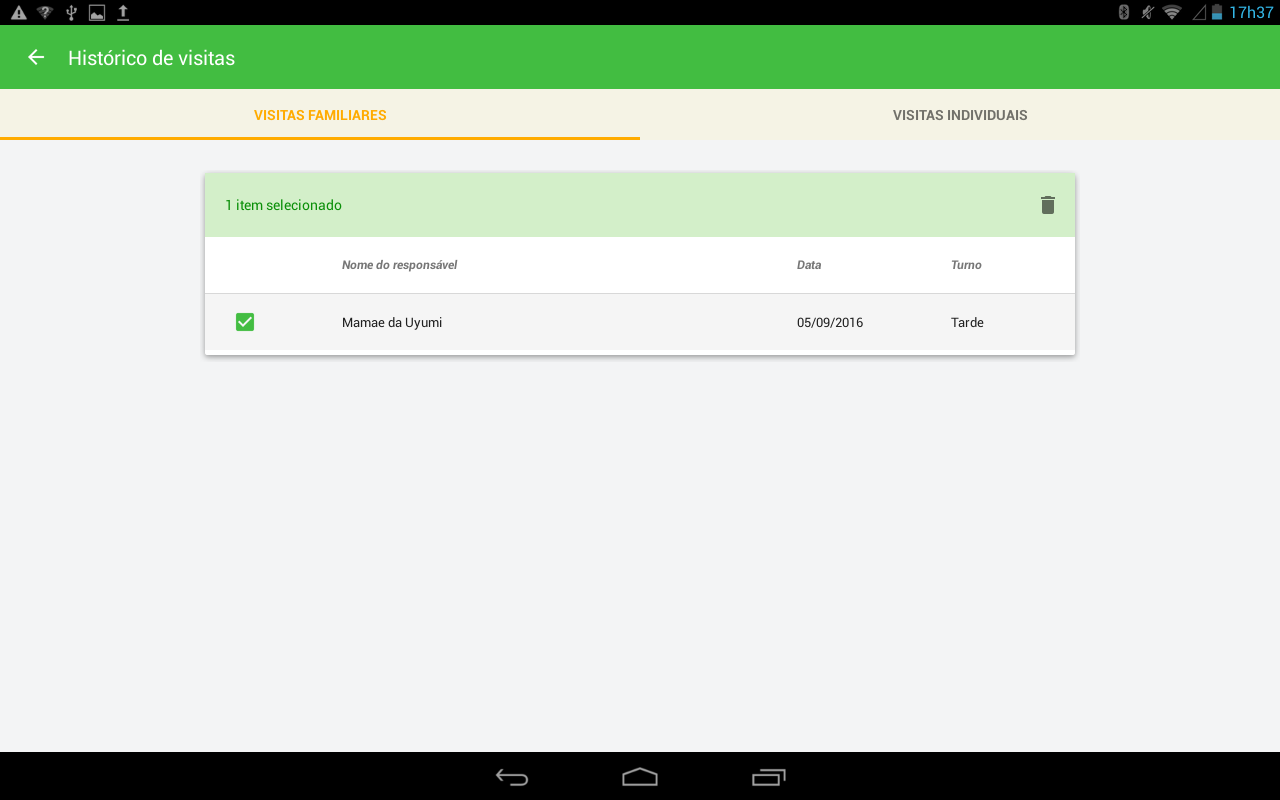 17h37
Histórico de visitas
VISITAS FAMILIARES VISITAS INDIVIDUAIS
1 item selecionado
Nome do responsável Data Turno
Mamae da Uyumi 05/09/2016 Tarde